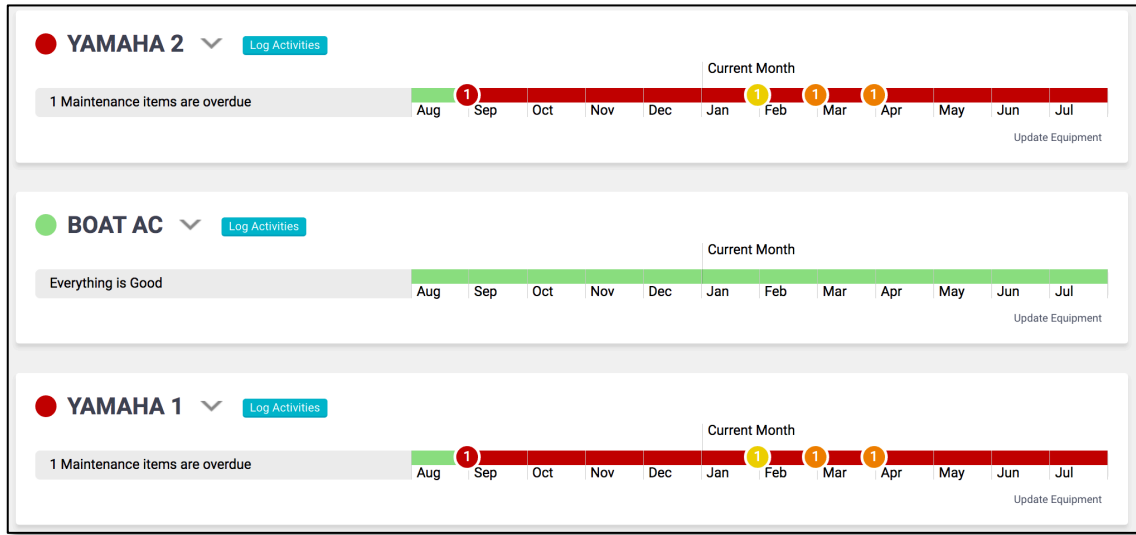 YAMAHA 2 Log Activities
Current Month
1 Maintenance items are overdue
1 1 1 1
Aug Sep Oct Nov Dec Jan Feb Mar Apr May Jun Jul
Update Equipment
BOAT AC Log Activities
Current Month
Everything is Good
Aug Sep Oct Nov Dec Jan Feb Mar Apr May Jun Jul
Update Equipment
YAMAHA 1 Log Activities
Current Month
1 Maintenance items are overdue
1 1 1 1
Aug Sep Oct Nov Dec Jan Feb Mar Apr May Jun Jul
Update Equipment